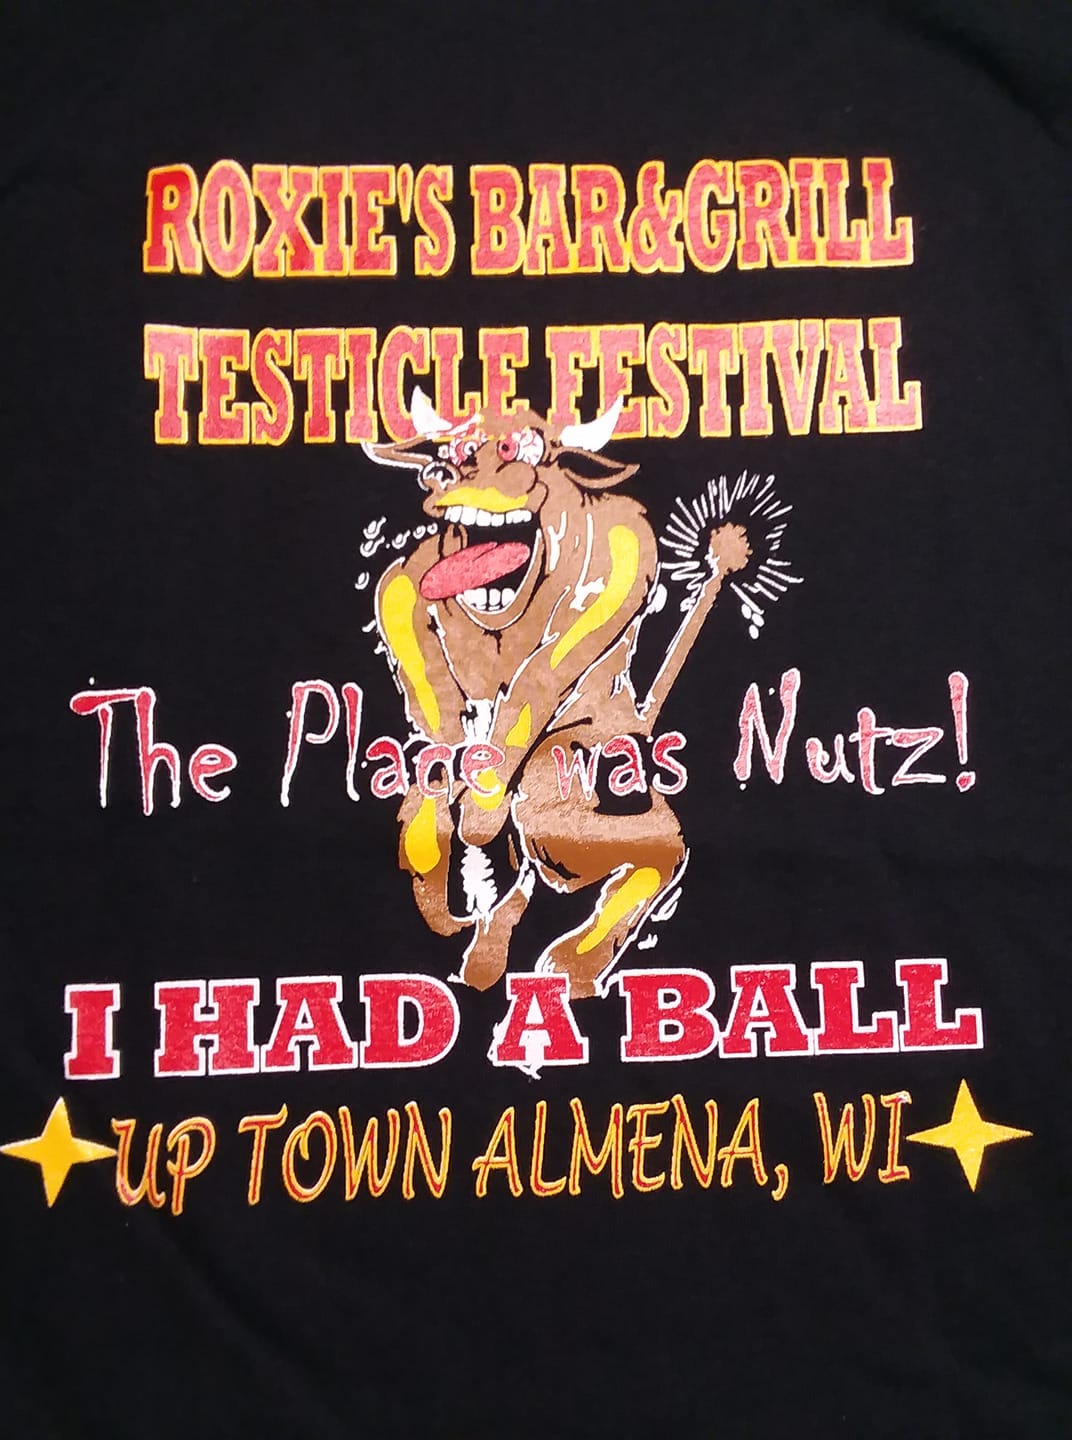 ROXIE'S BAR&GRILL
TESTICLE FESTIVAL
The Place was Nutz!
I HAD A BALL
UP TOWN ALMENA, WI